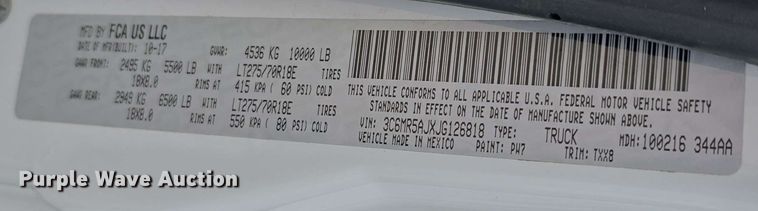 MFD BY FCA US LLC
DATE OF MFR(BUILT): 10-17 GVWR: 4536 KG 10000 LB
GAWR FRONT: 2495 KG 5500 LB WITH LT275/70R18E TIRES
18X8.0 RIMS AT 415 KPA ( 60 PSI) COLD
GAWR REAR: 2949 KG 6500 LB WITH LT275/70R18E TIRES
18X8.0 RIMS AT 550 KPA ( 80 PSI) COLD
THIS VEHICLE CONFORMS TO ALL APPLICABLE U.S.A. FEDERAL MOTOR VEHICLE SAFETY
STANDARDS IN EFFECT ON THE DATE OF MANUFACTURE SHOWN ABOVE.
VIN: 3C6MR5AJXJG126818 TYPE: TRUCK MDH: 100216 344AA
VEHICLE MADE IN MEXICO PAINT: PW7 TRIM: TXX8
Purple Wave Auction